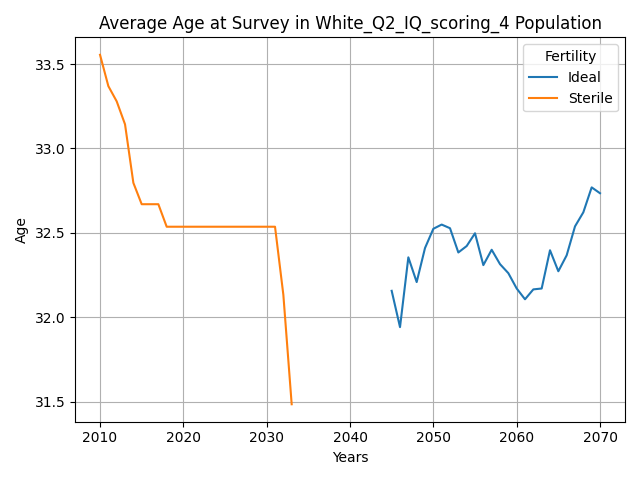 Average Age at Survey in White_Q2_IQ_scoring_4 Population
Fertility
Ideal
Sterile
33.5
33.0
32.5
32.0
31.5
Age
2010 2020 2030 2040 2050 2060 2070
Years